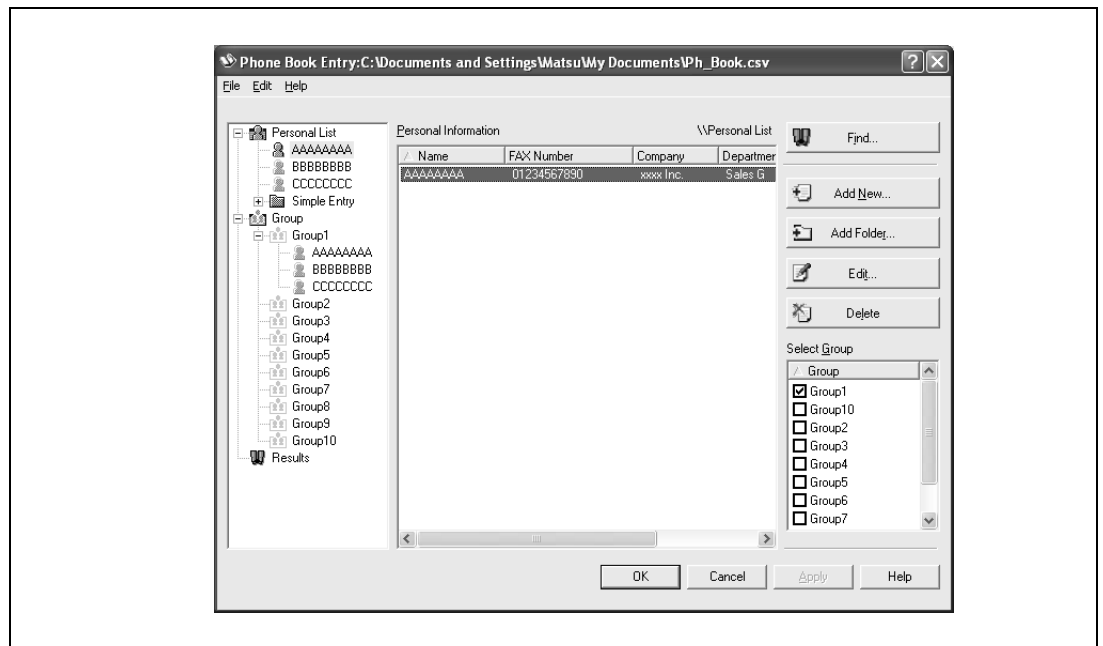 Phone Book Entry:C:\Documents and Settings\Matsu\My Documents\Ph_Book.csv
File Edit Help
Personal List
AAAAAAAA
BBBBBBBB
CCCCCCCC
Simple Entry
Group
Group1
AAAAAAAA
BBBBBBBB
CCCCCCCC
Group2
Group3
Group4
Group5
Group6
Group7
Group8
Group9
Group10
Results
Personal Information \\Personal List
Name FAX Number Company Departmer
AAAAAAAA 01234567890 xxxx Inc. Sales G
Find...
Add New...
Add Folder...
Edit...
Delete
Select Group
Group
Group1
Group10
Group2
Group3
Group4
Group5
Group6
Group7
OK Cancel Apply Help